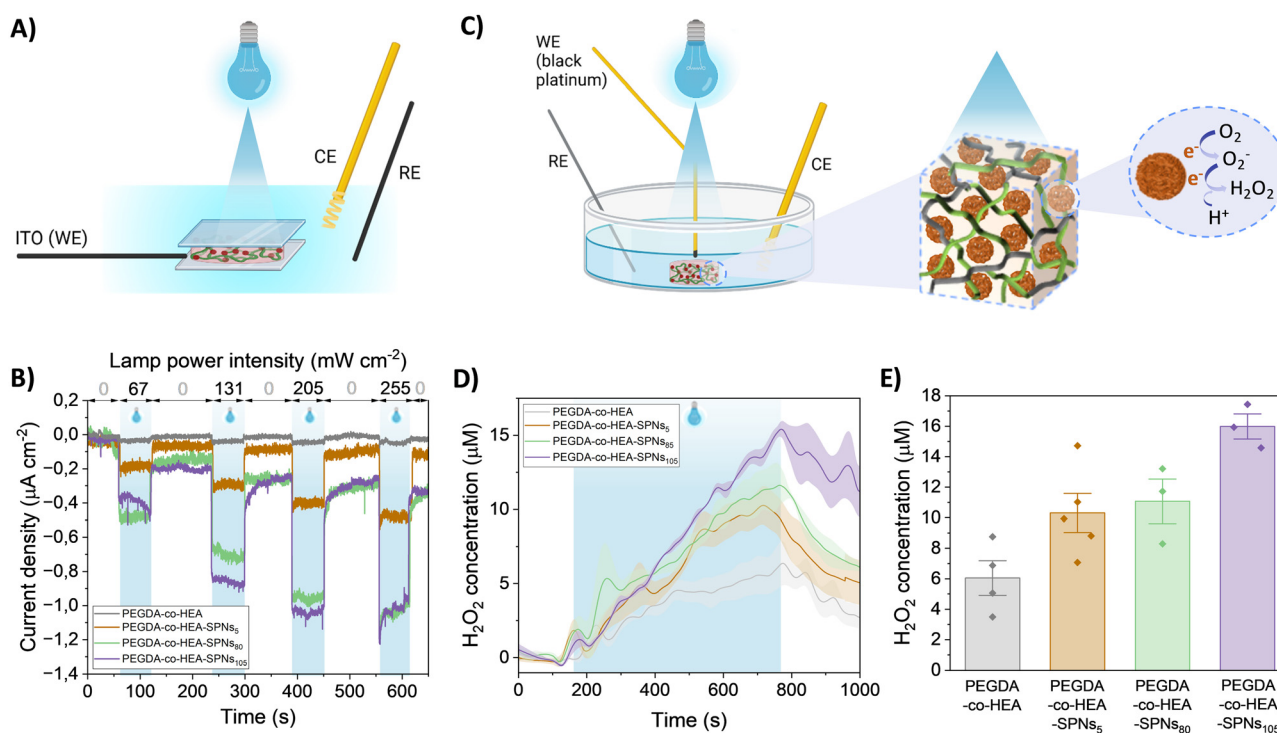 A)
CE
RE
ITO (WE)
C)
WE
(black
platinum)
RE
CE
e⁻
O₂
O₂⁻
e⁻
H₂O₂
H⁺
B)
Lamp power intensity (mW cm⁻²)
0 67 0 131 0 205 0 255 0
Current density (µA cm⁻²)
0,2
0,0
−0,2
−0,4
−0,6
−0,8
−1,0
−1,2
−1,4
PEGDA-co-HEA
PEGDA-co-HEA-SPNs₅
PEGDA-co-HEA-SPNs₈₀
PEGDA-co-HEA-SPNs₁₀₅
0 100 200 300 400 500 600
Time (s)
D)
H₂O₂ concentration (µM)
15
10
5
0
PEGDA-co-HEA
PEGDA-co-HEA-SPNs₅
PEGDA-co-HEA-SPNs₈₅
PEGDA-co-HEA-SPNs₁₀₅
0 200 400 600 800 1000
Time (s)
E)
H₂O₂ concentration (µM)
18
16
14
12
10
8
6
4
2
0
PEGDA
-co-HEA
PEGDA
-co-HEA
-SPNs₅
PEGDA
-co-HEA
-SPNs₈₀
PEGDA
-co-HEA
-SPNs₁₀₅